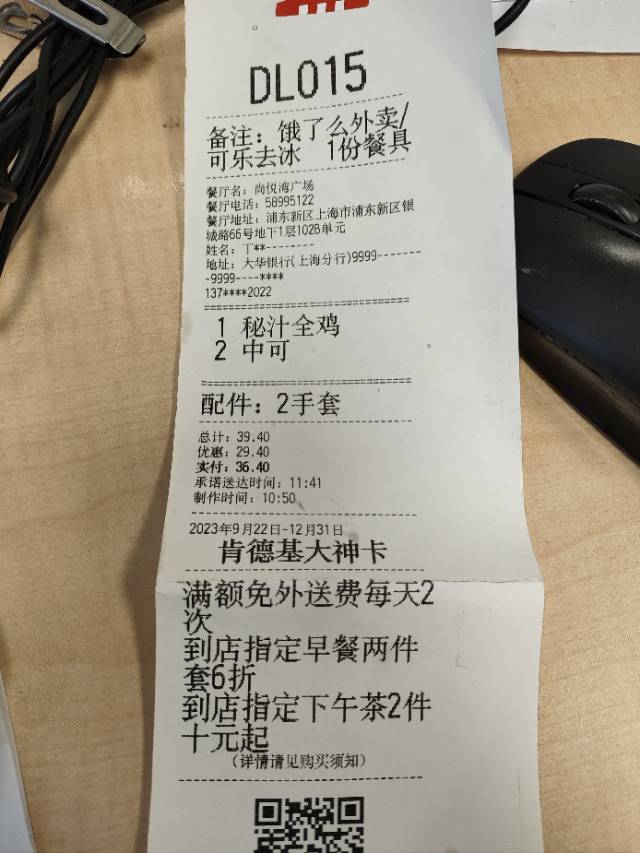 DL015
备注：饿了么外卖/
可乐去冰 1份餐具
餐厅名：尚悦湾广场
餐厅电话：58995122
餐厅地址：浦东新区上海市浦东新区银
城路66号地下1层102B单元
姓名：丁**--------
地址：大华银行(上海分行)9999-------
-9999----****
137****2022
1 秘汁全鸡
2 中可
配件：2手套
总计：39.40
优惠：29.40
实付：36.40
承诺送达时间：11:41
制作时间：10:50
2023年9月22日-12月31日
肯德基大神卡
满额免外送费每天2
次
到店指定早餐两件
套6折
到店指定下午茶2件
十元起
（详情请见购买须知）